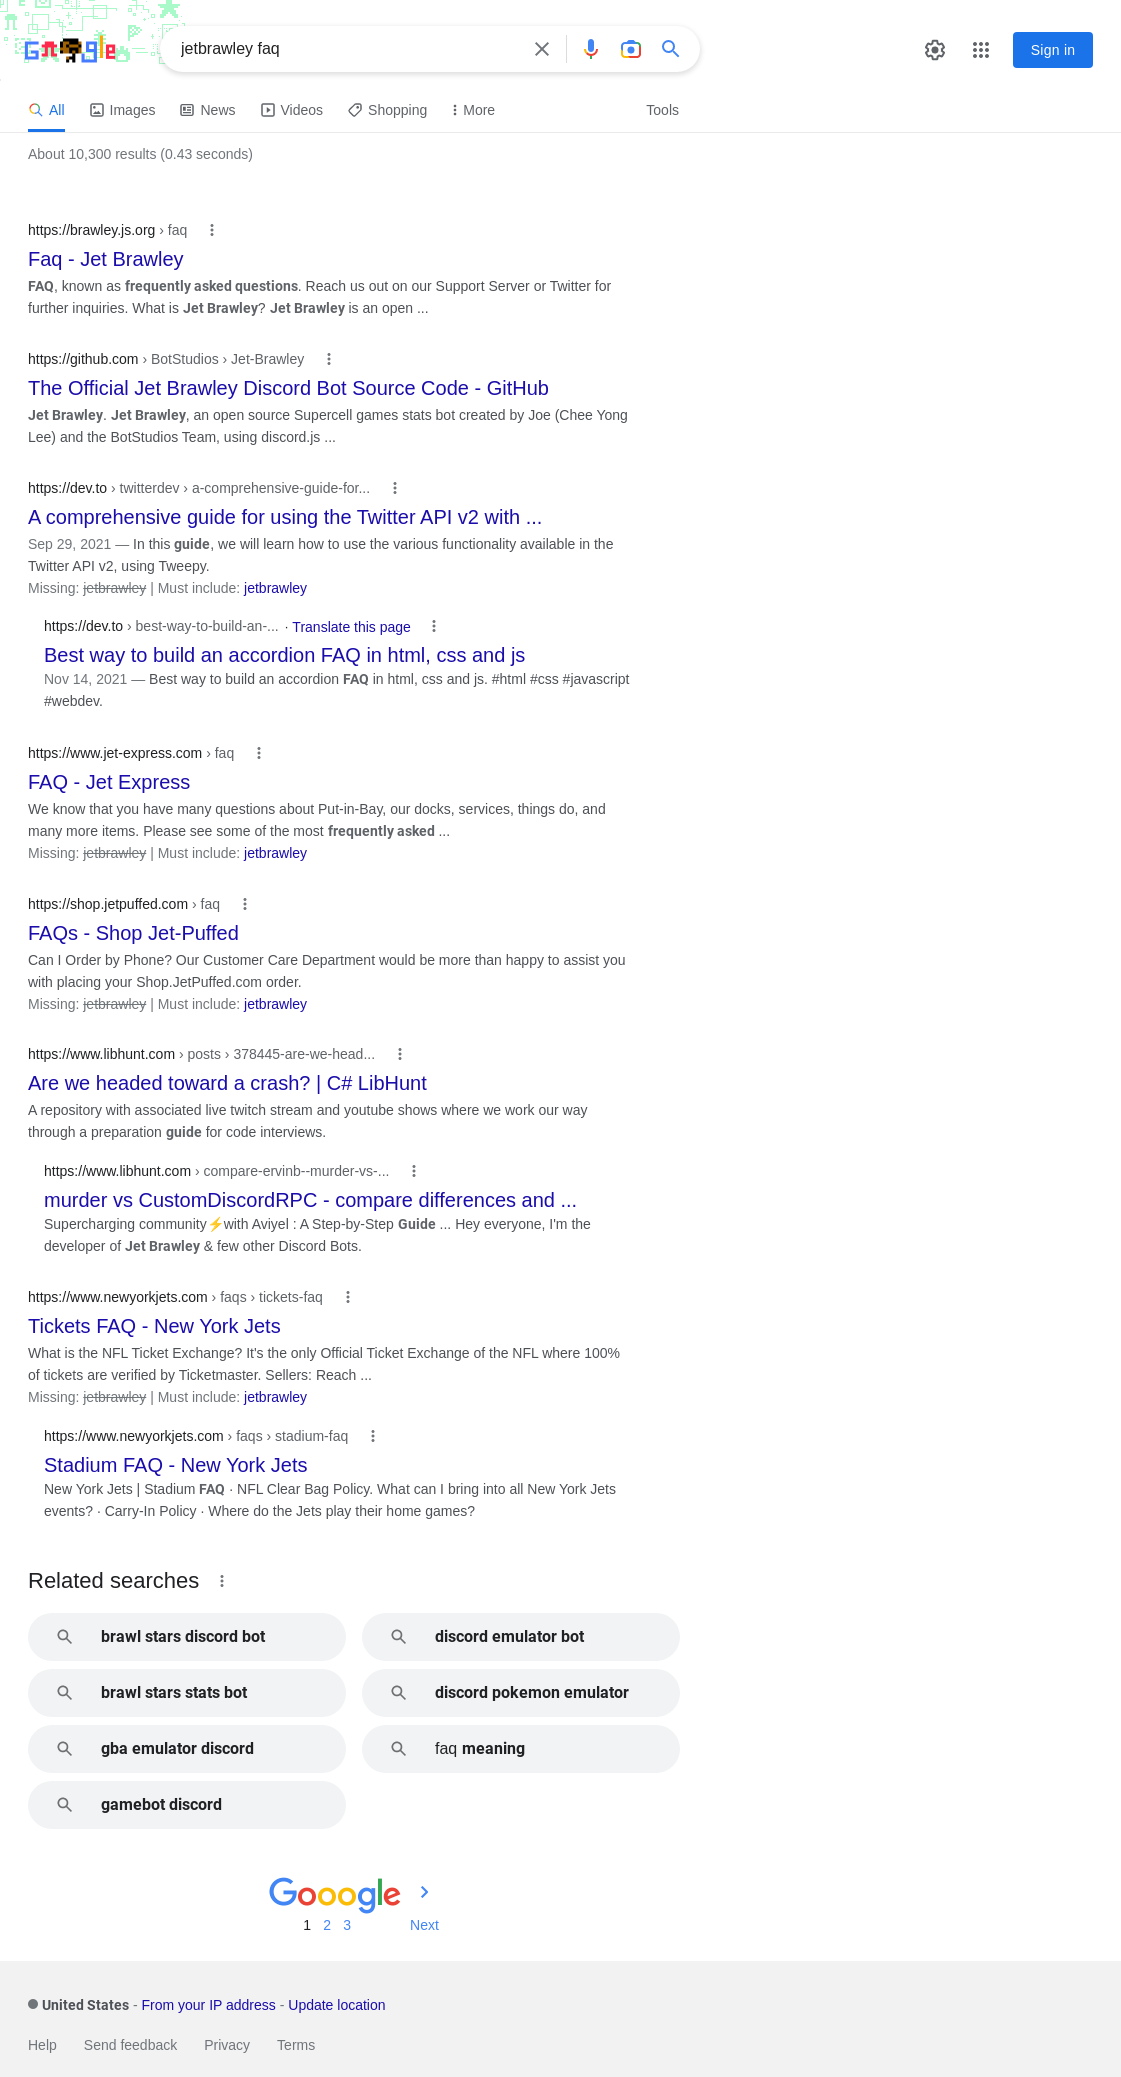 jetbrawley faq
Sign in
All Images News Videos Shopping More Tools
About 10,300 results (0.43 seconds)
https://brawley.js.org › faq
Faq - Jet Brawley
FAQ, known as frequently asked questions. Reach us out on our Support Server or Twitter for
further inquiries. What is Jet Brawley? Jet Brawley is an open ...
https://github.com › BotStudios › Jet-Brawley
The Official Jet Brawley Discord Bot Source Code - GitHub
Jet Brawley. Jet Brawley, an open source Supercell games stats bot created by Joe (Chee Yong
Lee) and the BotStudios Team, using discord.js ...
https://dev.to › twitterdev › a-comprehensive-guide-for...
A comprehensive guide for using the Twitter API v2 with ...
Sep 29, 2021 — In this guide, we will learn how to use the various functionality available in the
Twitter API v2, using Tweepy.
Missing: jetbrawley | Must include: jetbrawley
https://dev.to › best-way-to-build-an-... · Translate this page
Best way to build an accordion FAQ in html, css and js
Nov 14, 2021 — Best way to build an accordion FAQ in html, css and js. #html #css #javascript
#webdev.
https://www.jet-express.com › faq
FAQ - Jet Express
We know that you have many questions about Put-in-Bay, our docks, services, things do, and
many more items. Please see some of the most frequently asked ...
Missing: jetbrawley | Must include: jetbrawley
https://shop.jetpuffed.com › faq
FAQs - Shop Jet-Puffed
Can I Order by Phone? Our Customer Care Department would be more than happy to assist you
with placing your Shop.JetPuffed.com order.
Missing: jetbrawley | Must include: jetbrawley
https://www.libhunt.com › posts › 378445-are-we-head...
Are we headed toward a crash? | C# LibHunt
A repository with associated live twitch stream and youtube shows where we work our way
through a preparation guide for code interviews.
https://www.libhunt.com › compare-ervinb--murder-vs-...
murder vs CustomDiscordRPC - compare differences and ...
Supercharging community⚡with Aviyel : A Step-by-Step Guide ... Hey everyone, I'm the
developer of Jet Brawley & few other Discord Bots.
https://www.newyorkjets.com › faqs › tickets-faq
Tickets FAQ - New York Jets
What is the NFL Ticket Exchange? It's the only Official Ticket Exchange of the NFL where 100%
of tickets are verified by Ticketmaster. Sellers: Reach ...
Missing: jetbrawley | Must include: jetbrawley
https://www.newyorkjets.com › faqs › stadium-faq
Stadium FAQ - New York Jets
New York Jets | Stadium FAQ · NFL Clear Bag Policy. What can I bring into all New York Jets
events? · Carry-In Policy · Where do the Jets play their home games?
Related searches
brawl stars discord bot
discord emulator bot
brawl stars stats bot
discord pokemon emulator
gba emulator discord
faq meaning
gamebot discord
Gooogle
1 2 3 Next
United States - From your IP address - Update location
Help Send feedback Privacy Terms